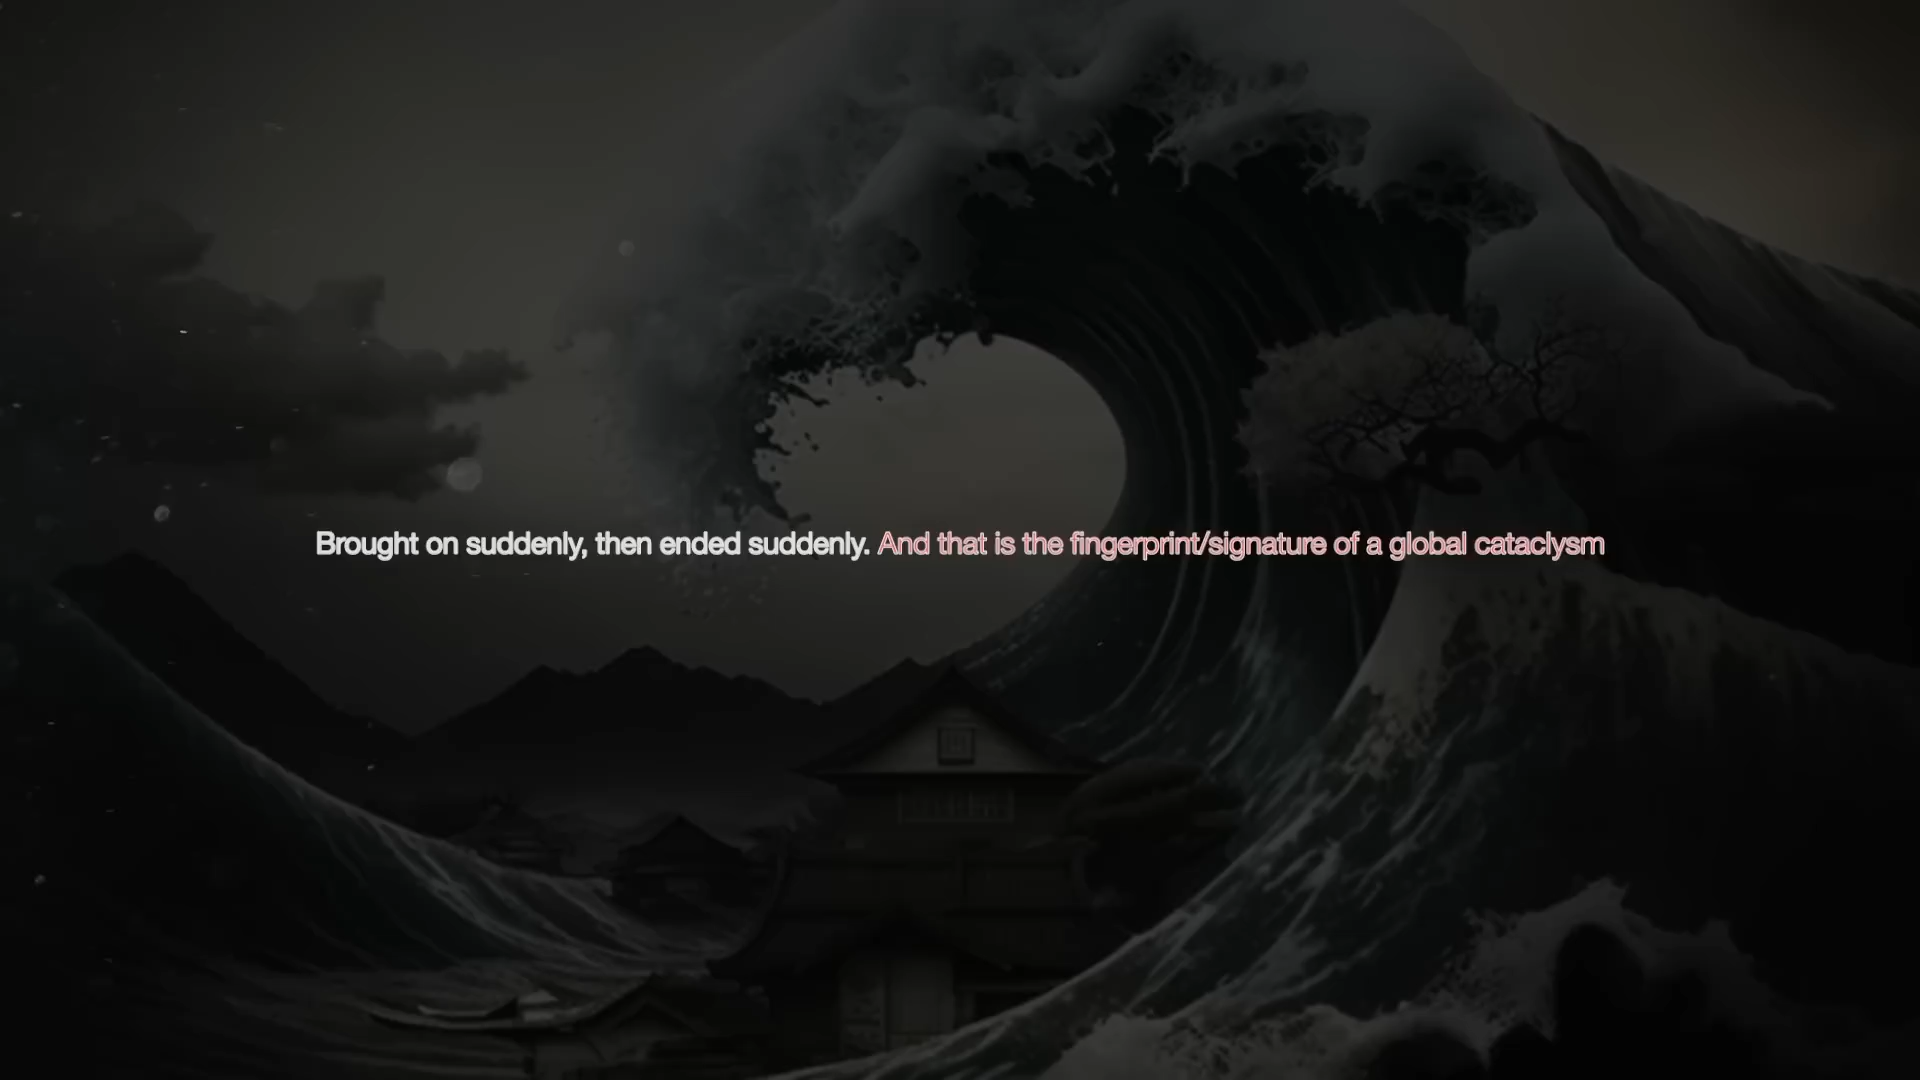 Brought on suddenly, then ended suddenly. And that is the fingerprint/signature of a global cataclysm